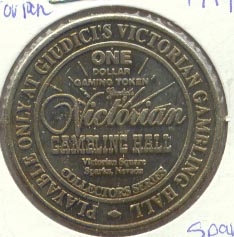 PLAYABLE ONLY AT GIUDICI'S VICTORIAN GAMBLING HALL
ONE
DOLLAR
GAMING TOKEN
Victorian
GAMBLING HALL
Victorian Square
Sparks, Nevada
COLLECTORS SERIES